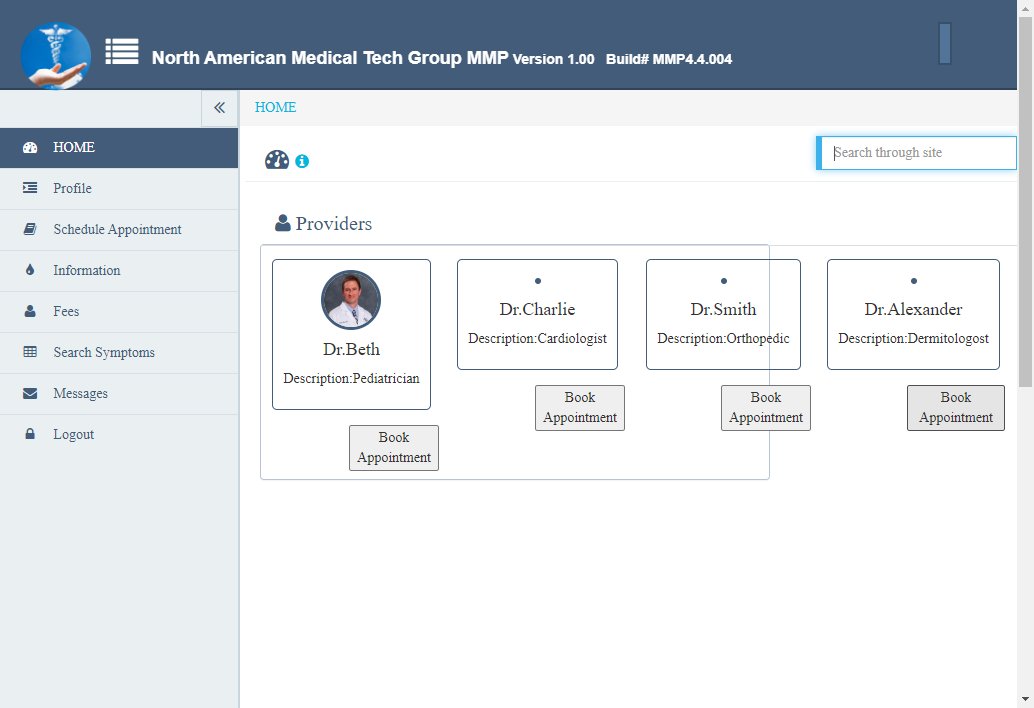 North American Medical Tech Group MMP Version 1.00 Build# MMP4.4.004
HOME
HOME
Profile
Schedule Appointment
Information
Fees
Search Symptoms
Messages
Logout
Search through site
Providers
Dr.Beth
Description:Pediatrician
Book
Appointment
Dr.Charlie
Description:Cardiologist
Book
Appointment
Dr.Smith
Description:Orthopedic
Book
Appointment
Dr.Alexander
Description:Dermitologost
Book
Appointment